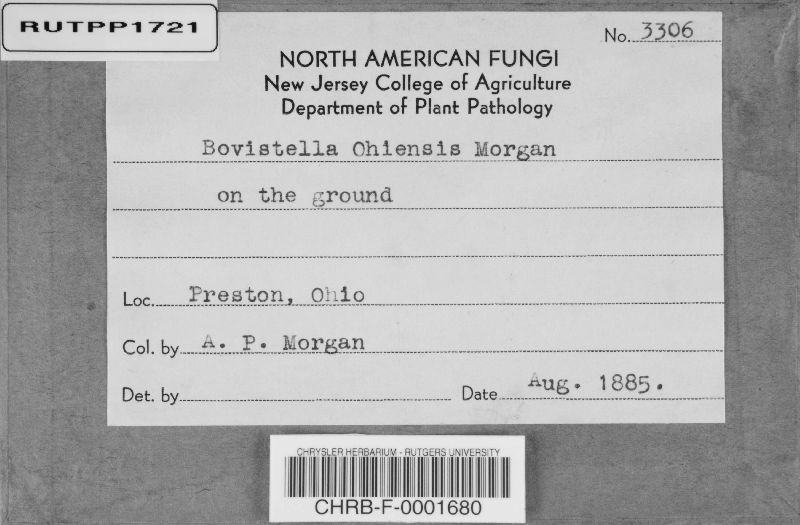 RUTPP1721
No. 3306
NORTH AMERICAN FUNGI
New Jersey College of Agriculture
Department of Plant Pathology
Bovistella Ohiensis Morgan
on the ground
Loc. Preston, Ohio
Col. by A. P. Morgan
Det. by Date Aug. 1885.
CHRYSLER HERBARIUM - RUTGERS UNIVERSITY
CHRB-F-0001680